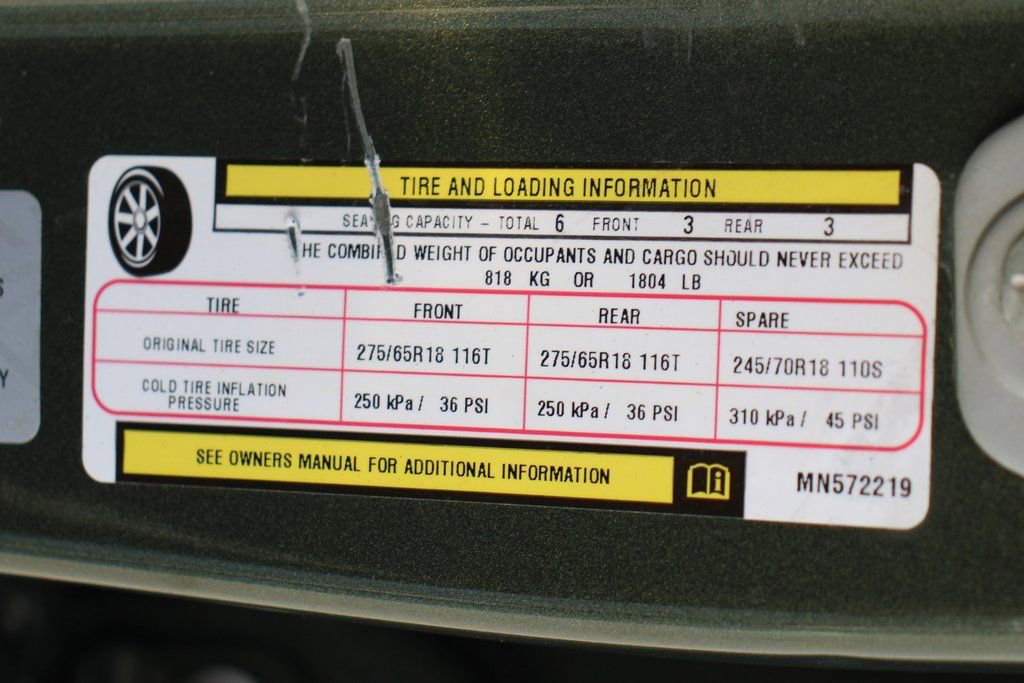 TIRE AND LOADING INFORMATION
CAPACITY – TOTAL 6 FRONT 3 REAR 3
WEIGHT OF OCCUPANTS AND CARGO SHOULD NEVER EXCEED
818 KG OR 1804 LB
TIRE FRONT REAR SPARE
ORIGINAL TIRE SIZE 275/65R18 116T 275/65R18 116T 245/70R18 110S
COLD TIRE INFLATION
PRESSURE 250 kPa / 36 PSI 250 kPa / 36 PSI 310 kPa / 45 PSI
SEE OWNERS MANUAL FOR ADDITIONAL INFORMATION
MN572219
S
Y